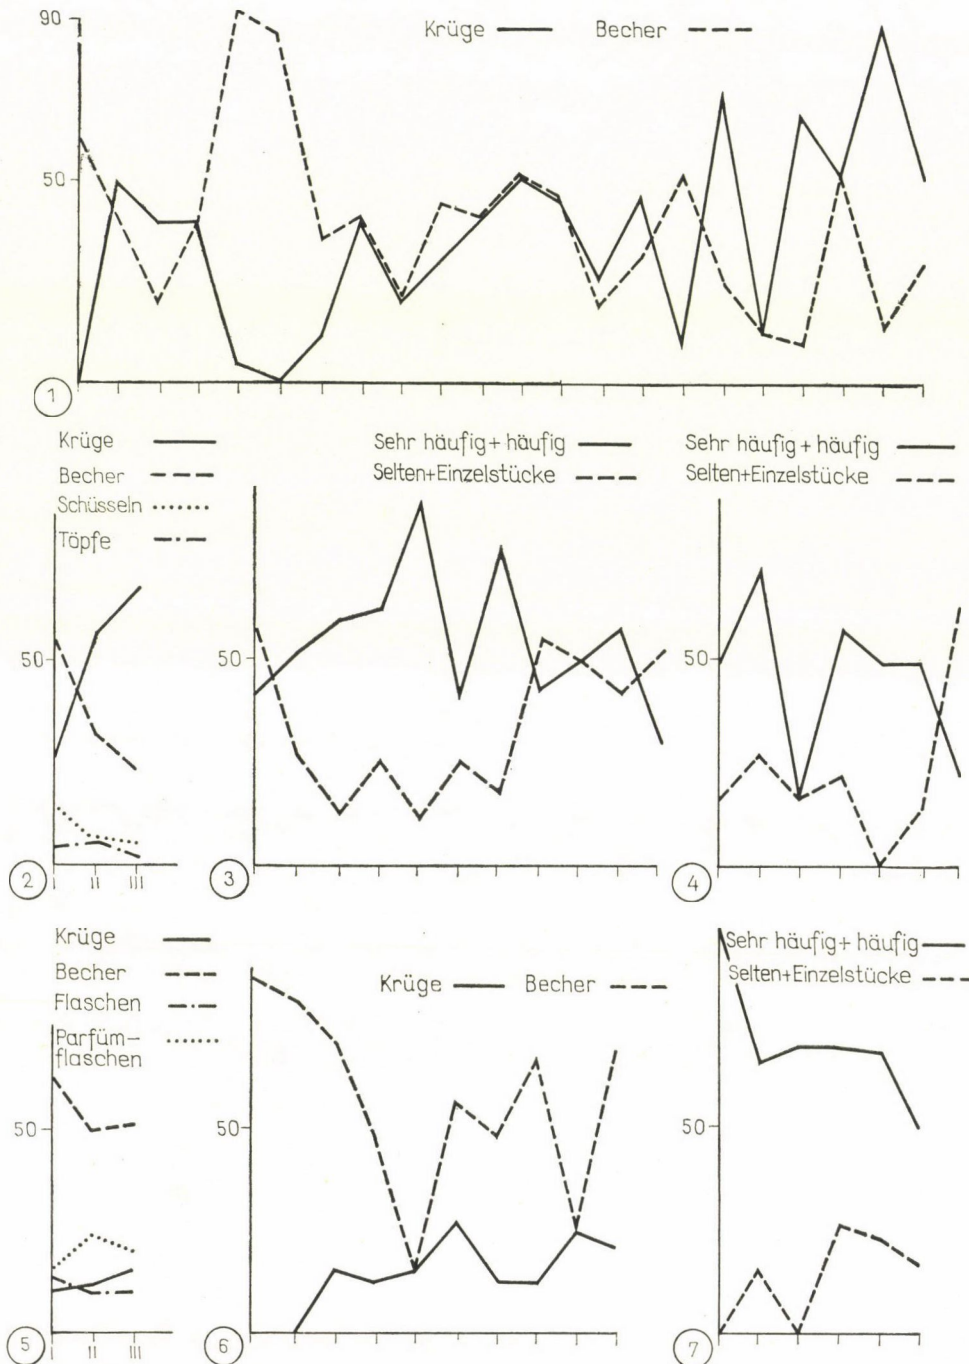 90
Krüge Becher
50
1
Krüge
Becher
Schüsseln
Töpfe
50
2
I II III
Sehr häufig + häufig
Selten+Einzelstücke
50
3
Sehr häufig + häufig
Selten+Einzelstücke
50
4
Krüge
Becher
Flaschen
Parfüm-
flaschen
50
5
I II III
Krüge Becher
50
6
Sehr häufig + häufig
Selten+Einzelstücke
50
7